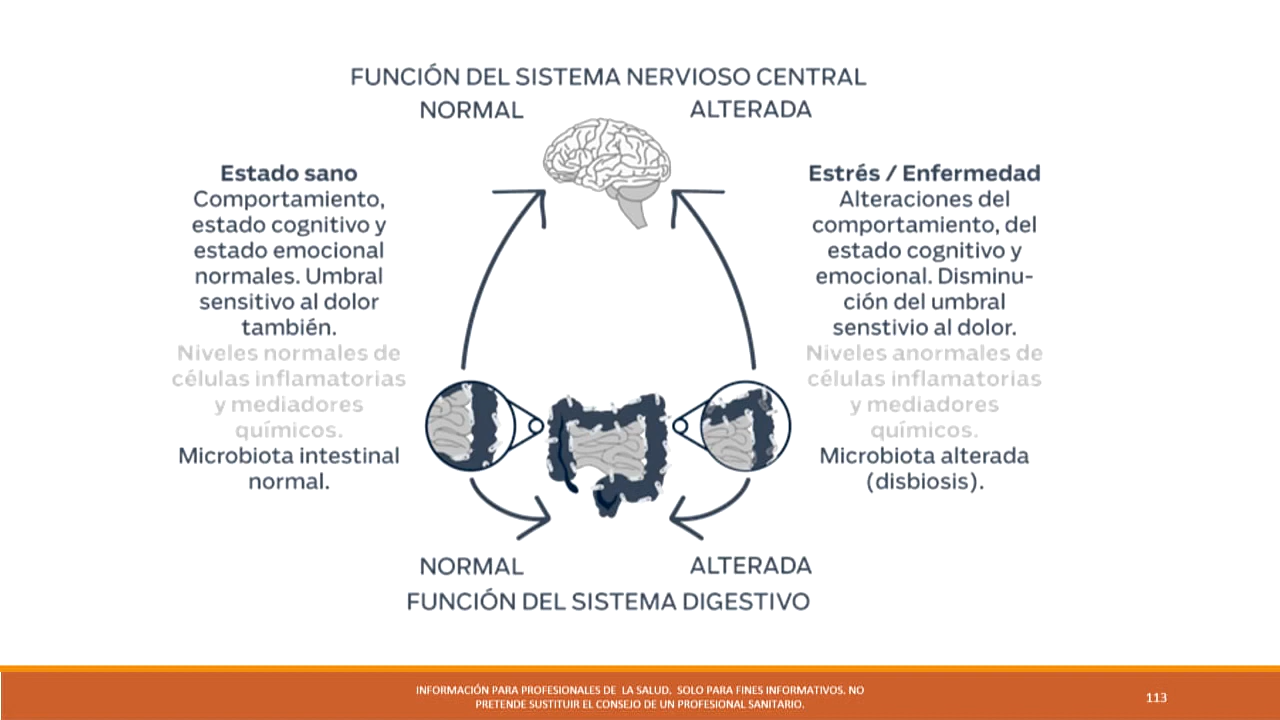 FUNCIÓN DEL SISTEMA NERVIOSO CENTRAL
NORMAL
ALTERADA
Estado sano
Comportamiento,
estado cognitivo y
estado emocional
normales. Umbral
sensitivo al dolor
también.
Niveles normales de
células inflamatorias
y mediadores
químicos.
Microbiota intestinal
normal.
Estrés / Enfermedad
Alteraciones del
comportamiento, del
estado cognitivo y
emocional. Disminu-
ción del umbral
senstivio al dolor.
Niveles anormales de
células inflamatorias
y mediadores
químicos.
Microbiota alterada
(disbiosis).
NORMAL
ALTERADA
FUNCIÓN DEL SISTEMA DIGESTIVO
INFORMACIÓN PARA PROFESIONALES DE LA SALUD. SOLO PARA FINES INFORMATIVOS. NO
PRETENDE SUSTITUIR EL CONSEJO DE UN PROFESIONAL SANITARIO.
113